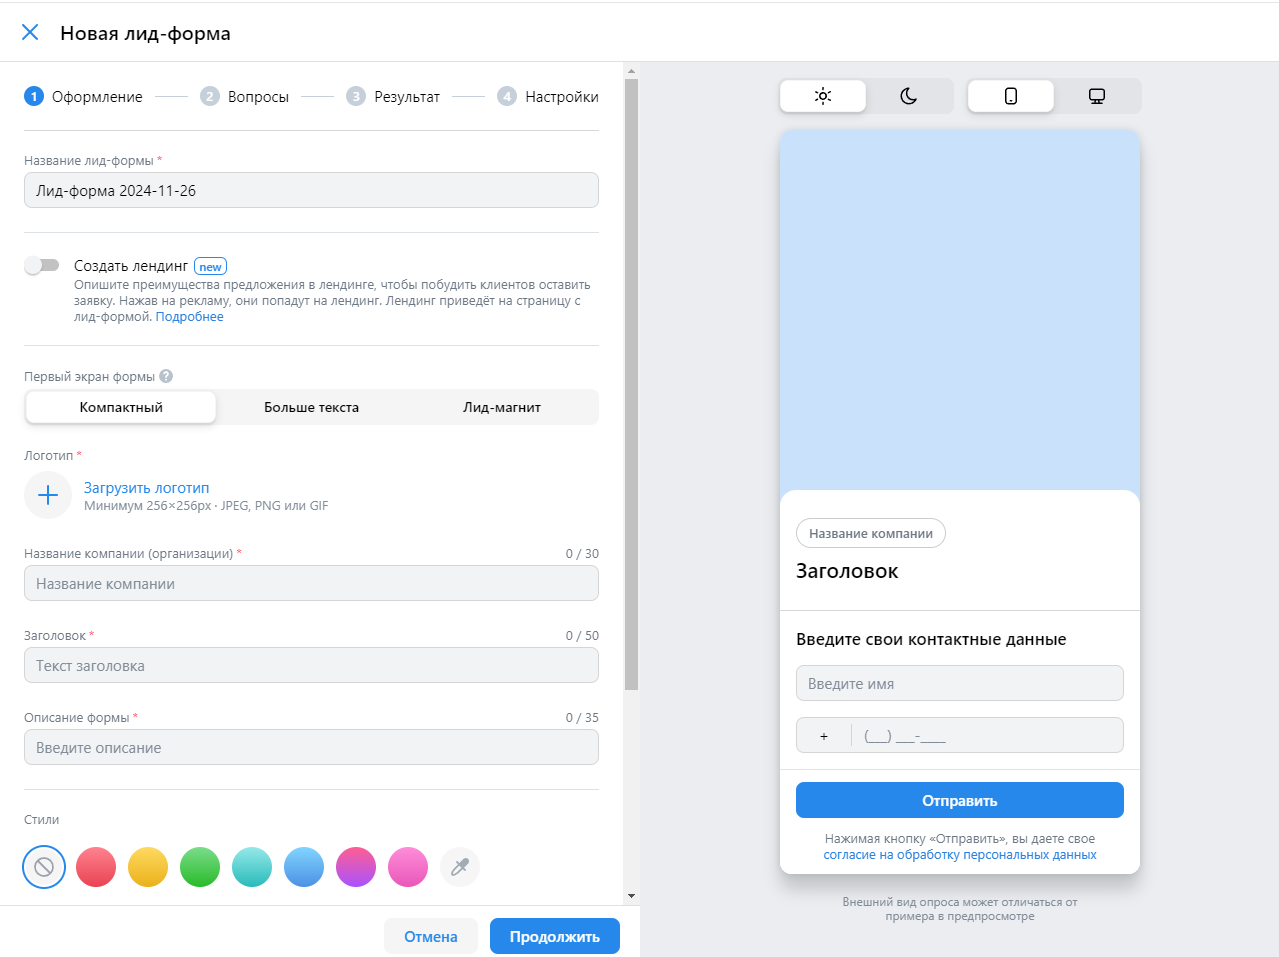 Новая лид-форма
1 Оформление 2 Вопросы 3 Результат 4 Настройки
Название лид-формы *
Лид-форма 2024-11-26
Создать лендинг new
Опишите преимущества предложения в лендинге, чтобы побудить клиентов оставить
заявку. Нажав на рекламу, они попадут на лендинг. Лендинг приведёт на страницу с
лид-формой. Подробнее
Первый экран формы ?
Компактный Больше текста Лид-магнит
Логотип *
Загрузить логотип
Минимум 256×256px · JPEG, PNG или GIF
Название компании (организации) * 0 / 30
Название компании
Заголовок * 0 / 50
Текст заголовка
Описание формы * 0 / 35
Введите описание
Стили
Отмена Продолжить
Название компании
Заголовок
Введите свои контактные данные
Введите имя
+ (___) ___-____
Отправить
Нажимая кнопку «Отправить», вы даете свое
согласие на обработку персональных данных
Внешний вид опроса может отличаться от
примера в предпросмотре